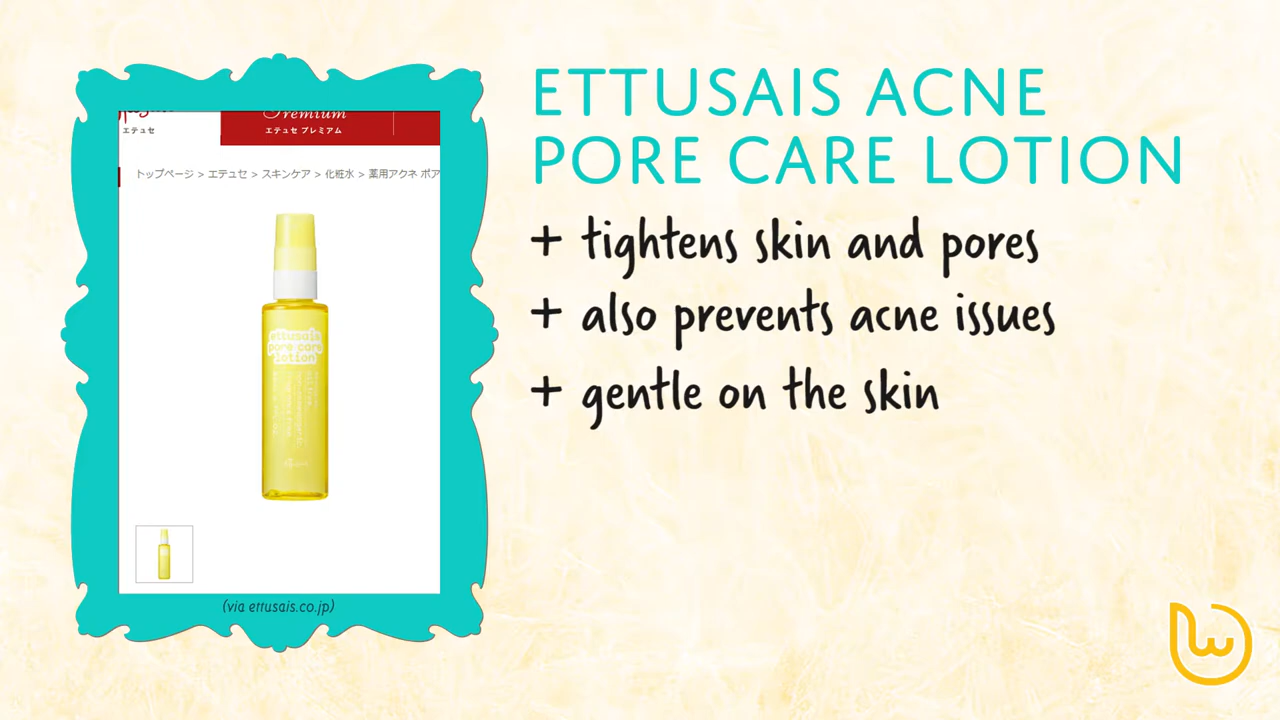 Premium
エテュセ
エテュセ プレミアム
トップページ > エテュセ > スキンケア > 化粧水 > 薬用アクネ ポア
ettusais
pore care
lotion
(via ettusais.co.jp)
ETTUSAIS ACNE
PORE CARE LOTION
+ tightens skin and pores
+ also prevents acne issues
+ gentle on the skin